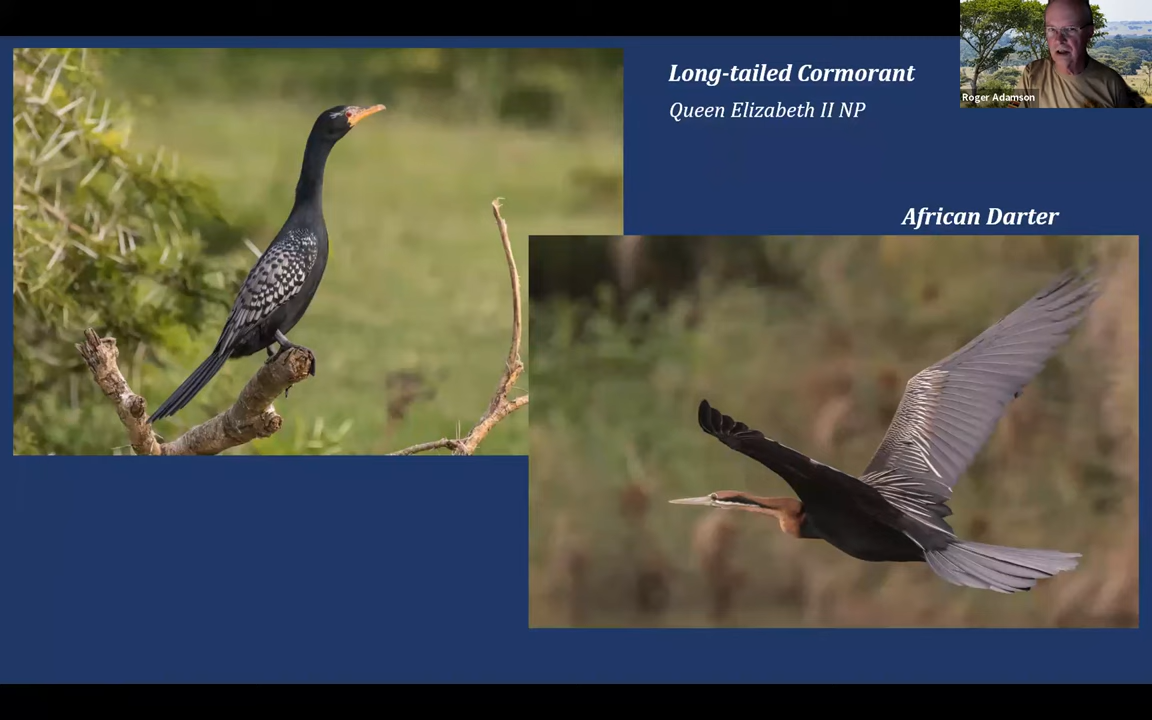 Long-tailed Cormorant
Queen Elizabeth II NP
Roger Adamson
African Darter